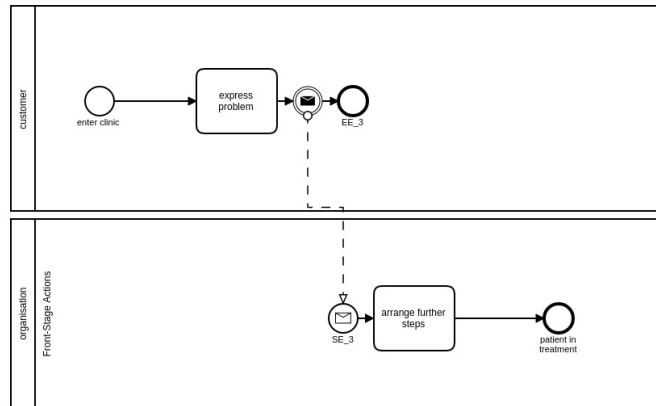 customer
enter clinic
express
problem
EE_3
organisation
Front-Stage Actions
SE_3
arrange further
steps
patient in
treatment